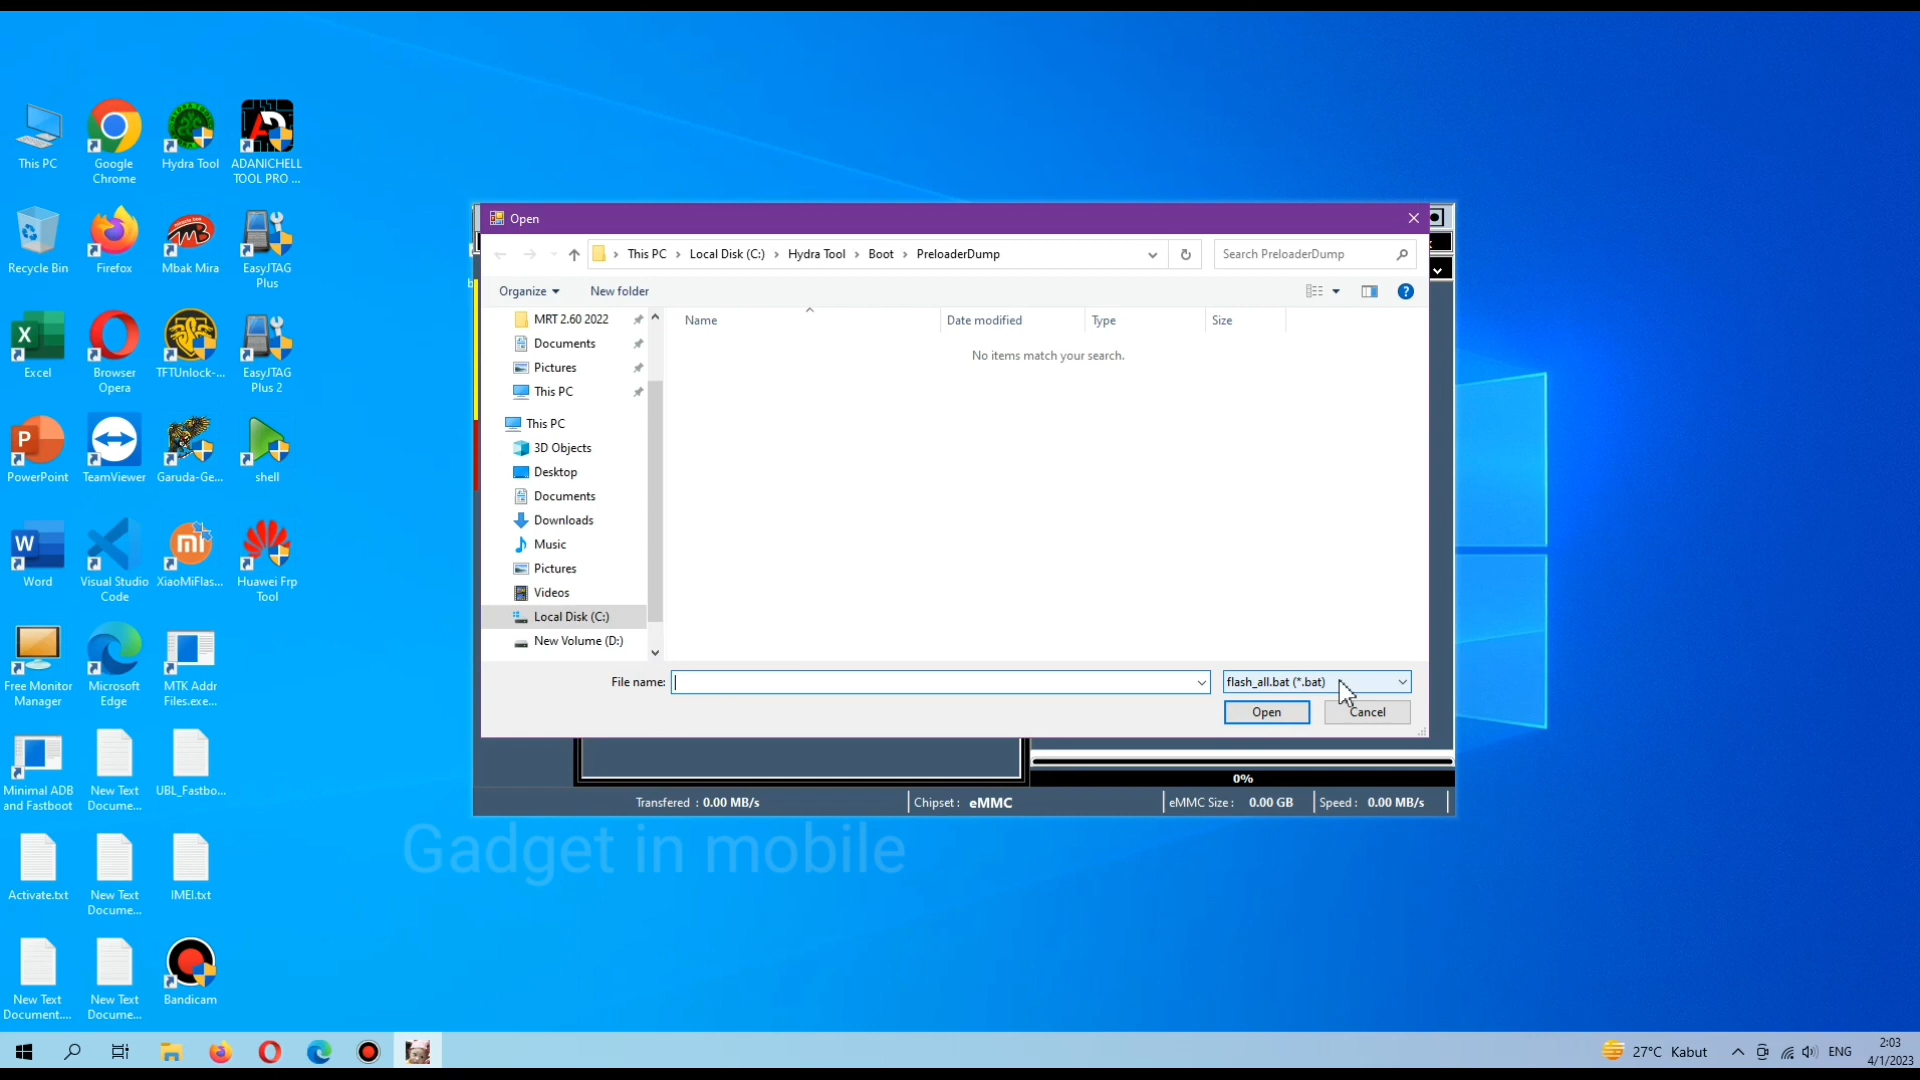 This PC
Google
Chrome
Hydra Tool
ADANICHELL
TOOL PRO ...
Recycle Bin
Firefox
Mbak Mira
EasyJTAG
Plus
Excel
Browser
Opera
TFTUnlock-...
EasyJTAG
Plus 2
PowerPoint
TeamViewer
Garuda-Ge...
shell
Word
Visual Studio
Code
XiaoMiFlas...
Huawei Frp
Tool
Free Monitor
Manager
Microsoft
Edge
MTK Addr
Files.exe...
Minimal ADB
and Fastboot
New Text
Docume...
UBL_Fastbo...
Activate.txt
New Text
Docume...
IMEI.txt
New Text
Document....
New Text
Docume...
Bandicam
Open
This PC > Local Disk (C:) > Hydra Tool > Boot > PreloaderDump
Search PreloaderDump
Organize
New folder
MRT 2.60 2022
Documents
Pictures
This PC
This PC
3D Objects
Desktop
Documents
Downloads
Music
Pictures
Videos
Local Disk (C:)
New Volume (D:)
Name
Date modified
Type
Size
No items match your search.
File name:
flash_all.bat (*.bat)
Open
Cancel
0%
Transfered : 0.00 MB/s
Chipset : eMMC
eMMC Size : 0.00 GB
Speed : 0.00 MB/s
Gadget in mobile
27°C Kabut
ENG
2:03
4/1/2023